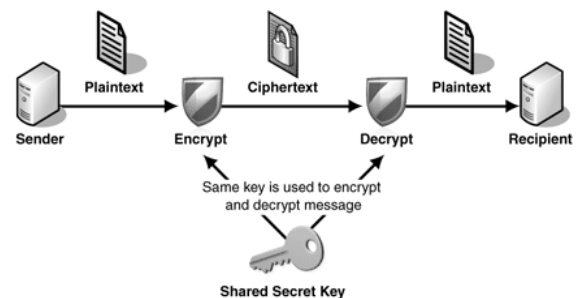 Plaintext
Ciphertext
Plaintext
Sender
Encrypt
Decrypt
Recipient
Same key is used to encrypt
and decrypt message
Shared Secret Key